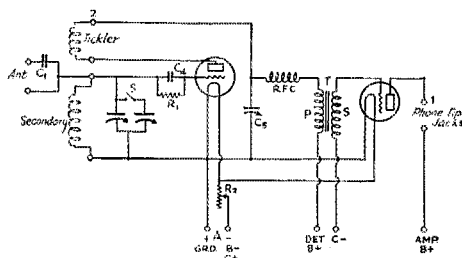 2
Tickler
Ant.
C1
Secondary
S
C4
R1
C5
RFC
T
P
S
1
Phone Tip
Jacks
R2
+ A -
GRD. B-
C+
DET
B+
C-
AMP.
B+